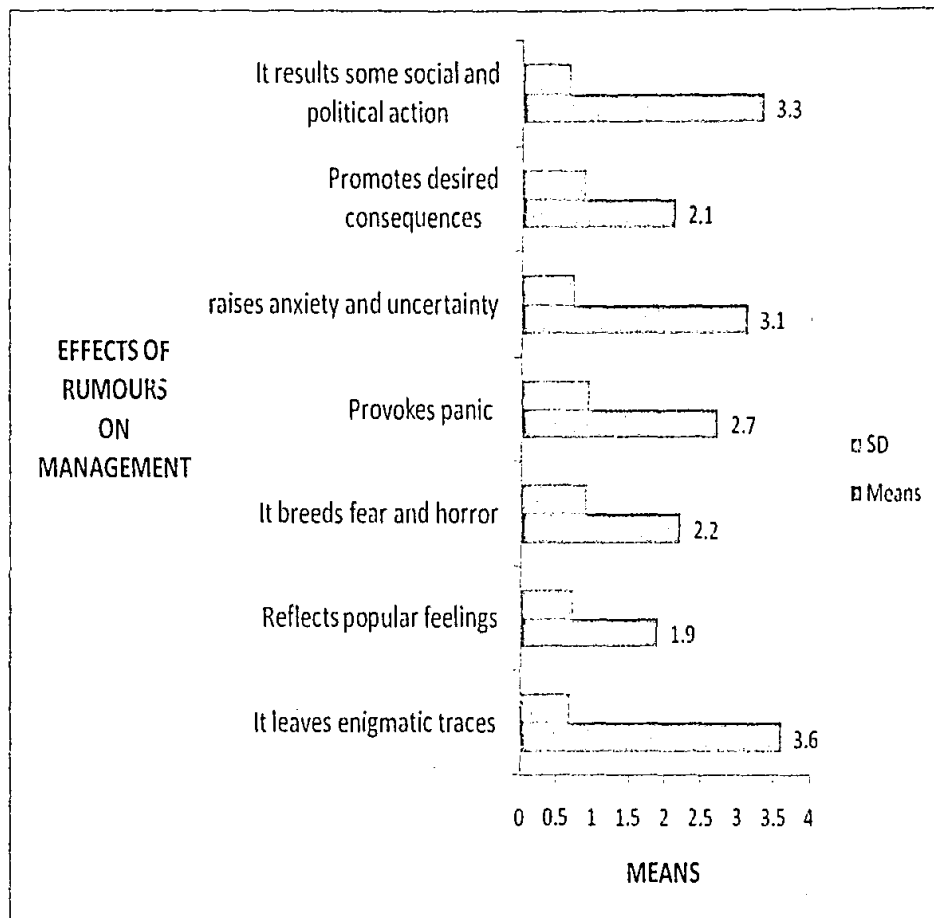 It results some social and
political action
3.3
Promotes desired
consequences
2.1
raises anxiety and uncertainty
3.1
EFFECTS OF
RUMOURS
ON
MANAGEMENT
Provokes panic
2.7
SD
Means
It breeds fear and horror
2.2
Reflects popular feelings
1.9
It leaves enigmatic traces
3.6
0 0.5 1 1.5 2 2.5 3 3.5 4
MEANS